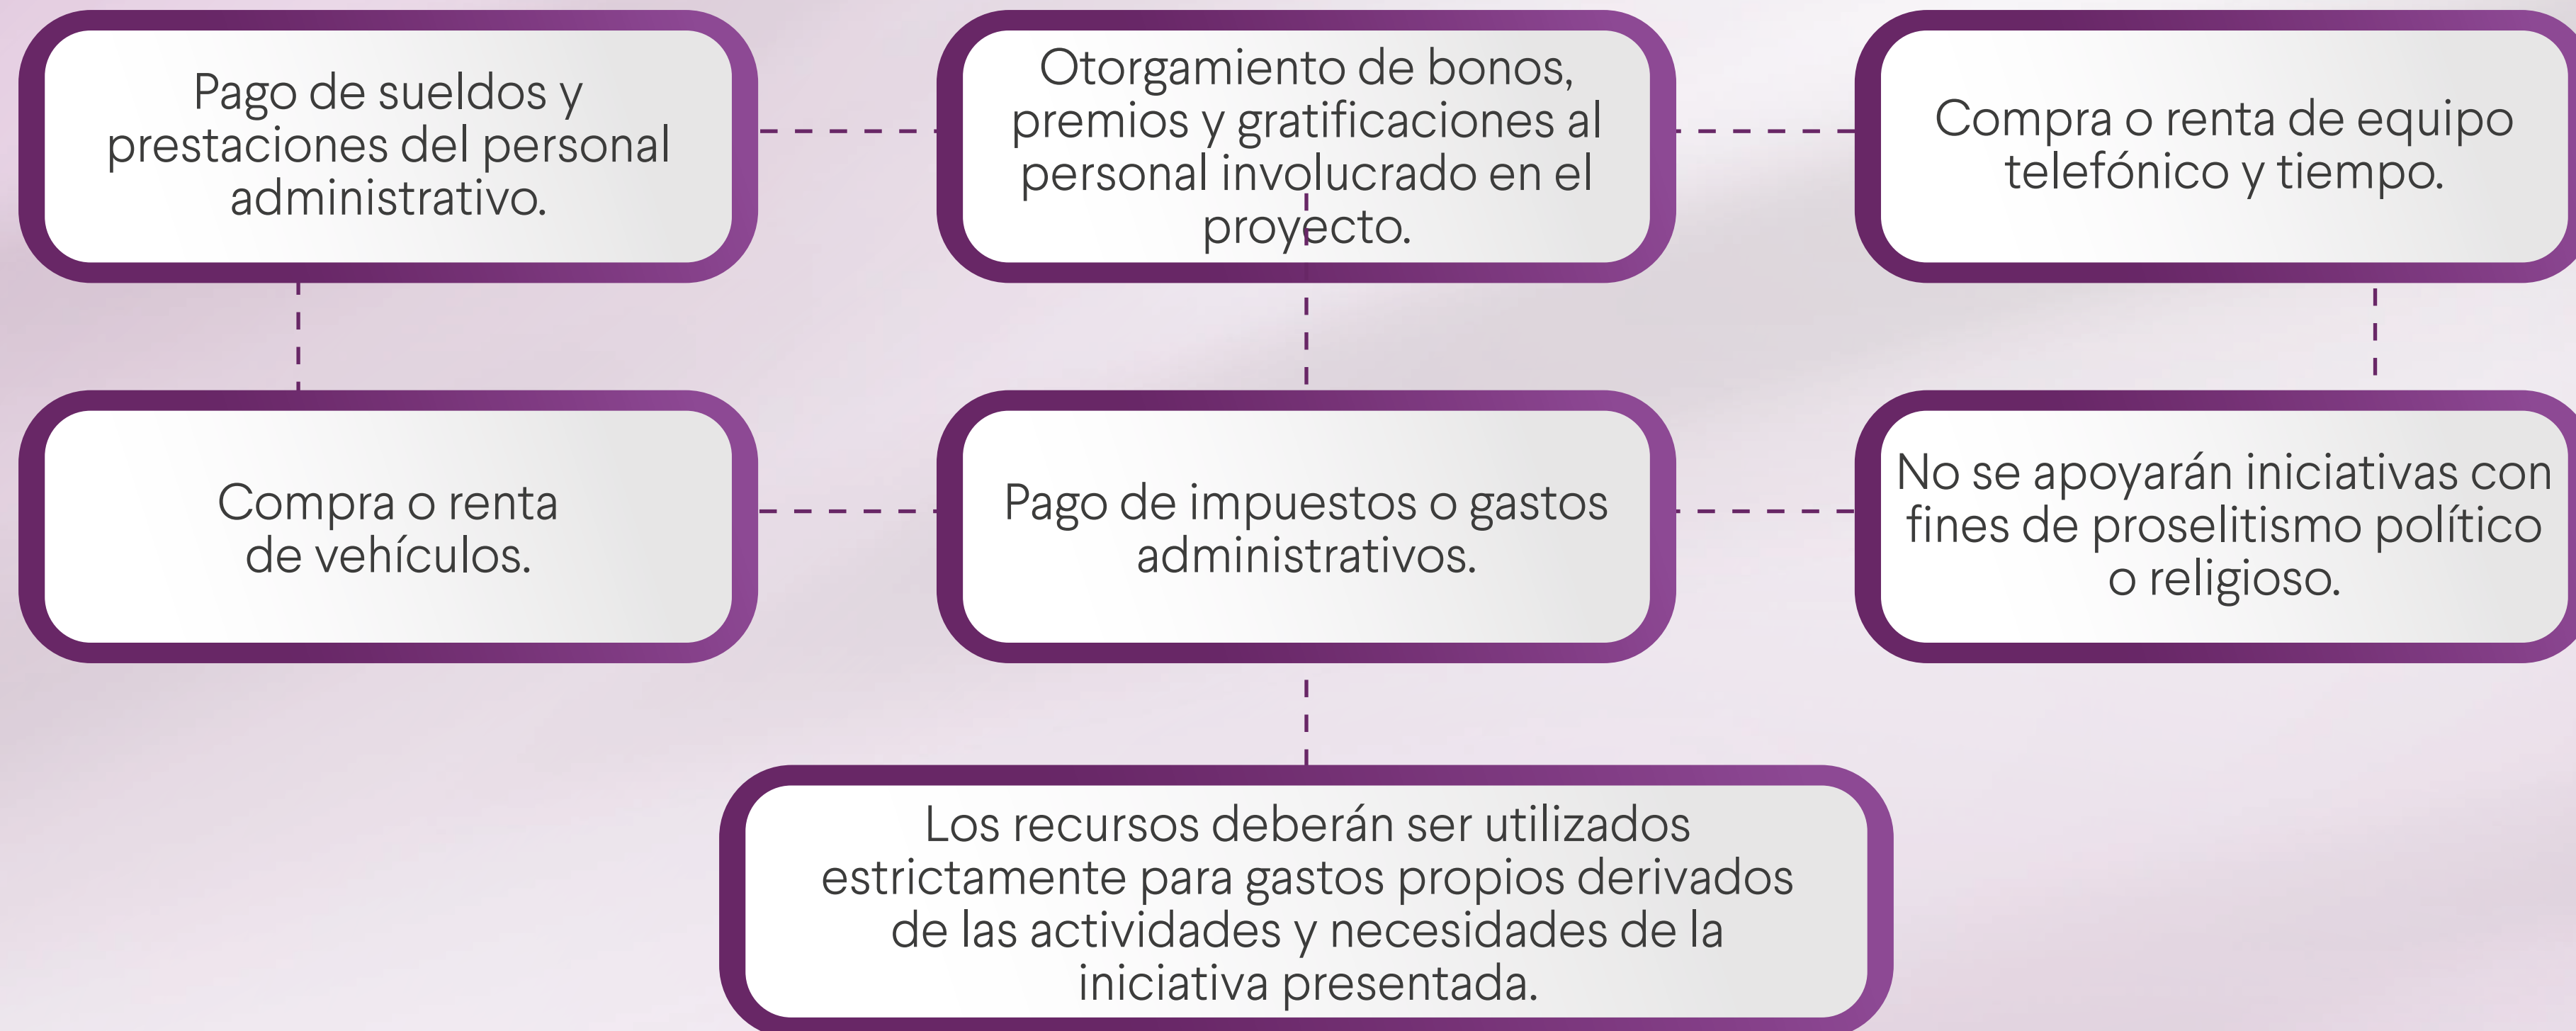 Pago de sueldos y
prestaciones del personal
administrativo.
Otorgamiento de bonos,
premios y gratificaciones al
personal involucrado en el
proyecto.
Compra o renta de equipo
telefónico y tiempo.
Compra o renta
de vehículos.
Pago de impuestos o gastos
administrativos.
No se apoyarán iniciativas con
fines de proselitismo político
o religioso.
Los recursos deberán ser utilizados
estrictamente para gastos propios derivados
de las actividades y necesidades de la
iniciativa presentada.